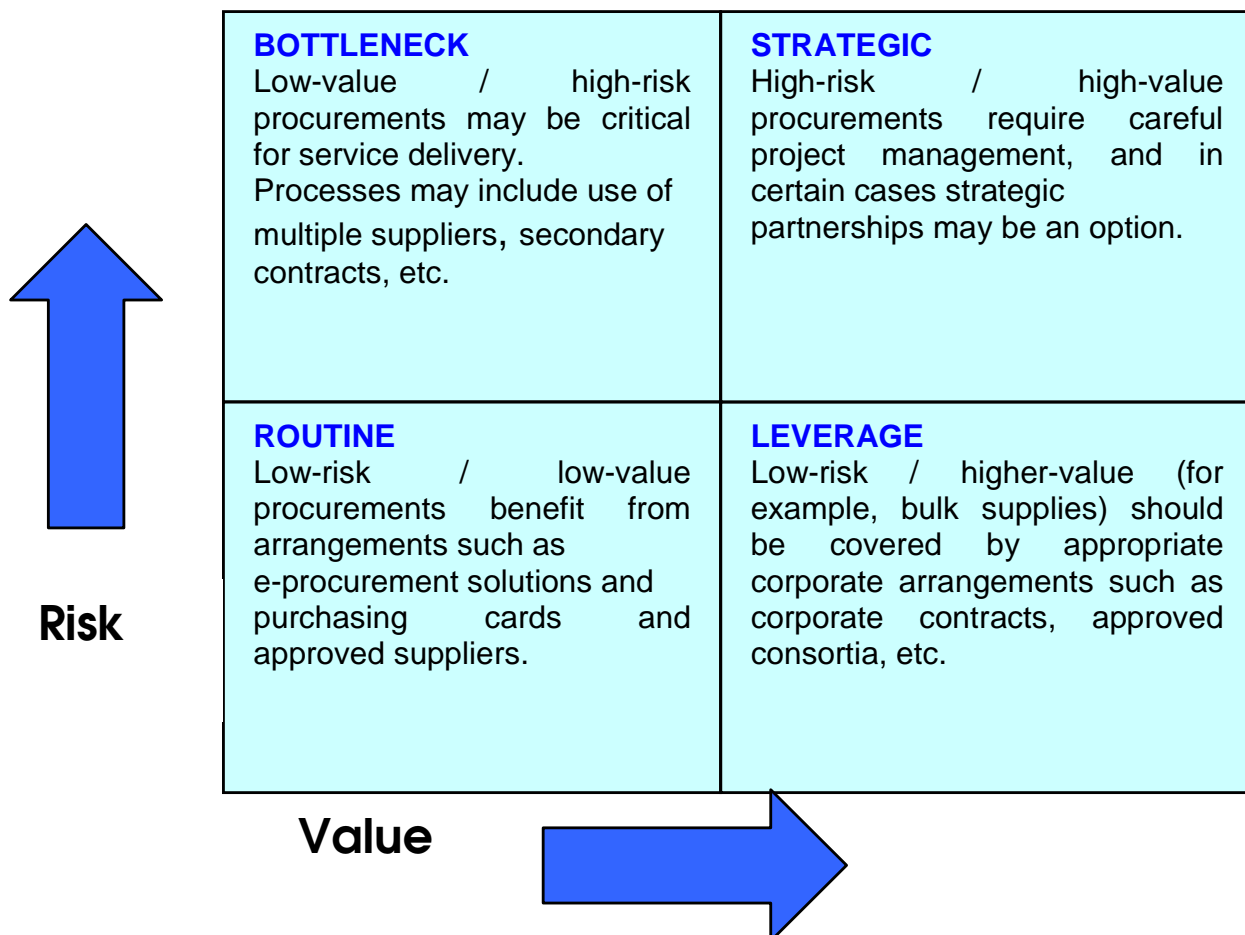 BOTTLENECK
Low-value / high-risk
procurements may be critical
for service delivery.
Processes may include use of
multiple suppliers, secondary
contracts, etc.
STRATEGIC
High-risk / high-value
procurements require careful
project management, and in
certain cases strategic
partnerships may be an option.
ROUTINE
Low-risk / low-value
procurements benefit from
arrangements such as
e-procurement solutions and
purchasing cards and
approved suppliers.
LEVERAGE
Low-risk / higher-value (for
example, bulk supplies) should
be covered by appropriate
corporate arrangements such as
corporate contracts, approved
consortia, etc.
Risk
Value